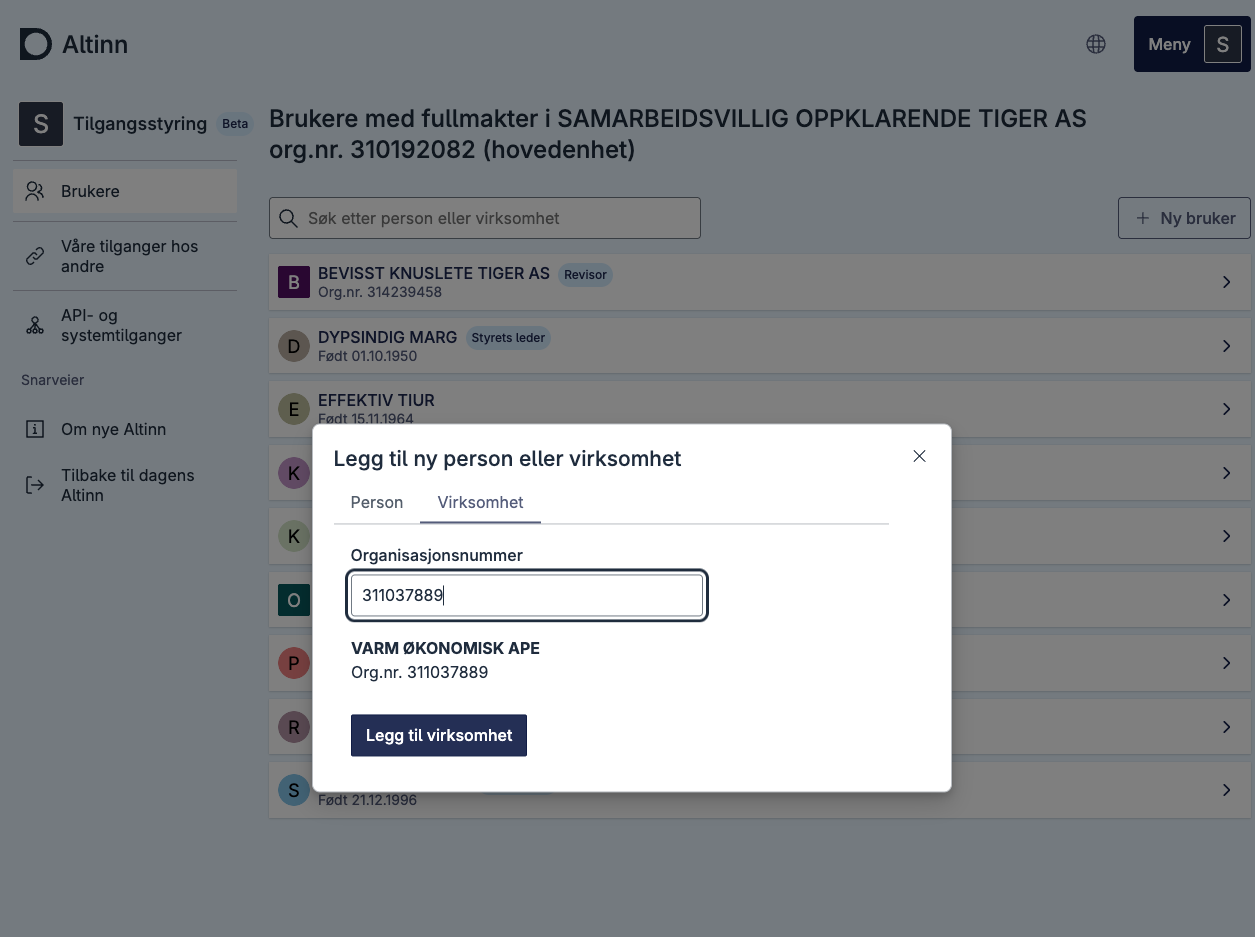 Altinn
Meny
S
S
Tilgangsstyring
Beta
Brukere
Våre tilganger hos
andre
API- og
systemtilganger
Snarveier
Om nye Altinn
Tilbake til dagens
Altinn
Brukere med fullmakter i SAMARBEIDSVILLIG OPPKLARENDE TIGER AS
org.nr. 310192082 (hovedenhet)
Søk etter person eller virksomhet
Ny bruker
B
BEVISST KNUSLETE TIGER AS
Revisor
Org.nr. 314239458
D
DYPSINDIG MARG
Styrets leder
Født 01.10.1950
E
EFFEKTIV TIUR
Født 15.11.1964
K
K
O
P
R
S
Født 21.12.1996
Legg til ny person eller virksomhet
Person
Virksomhet
Organisasjonsnummer
311037889
VARM ØKONOMISK APE
Org.nr. 311037889
Legg til virksomhet